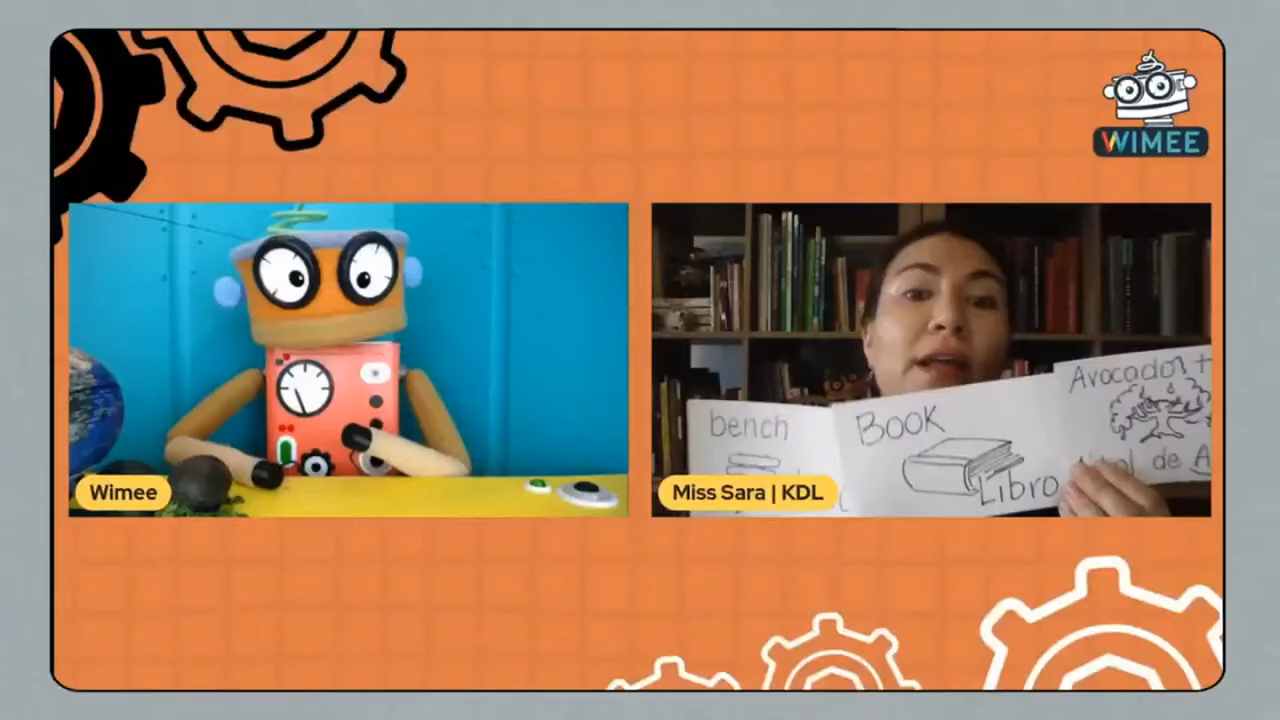 WIMEE
bench
Book
Libro
Avocado
de A
Wimee
Miss Sara | KDL